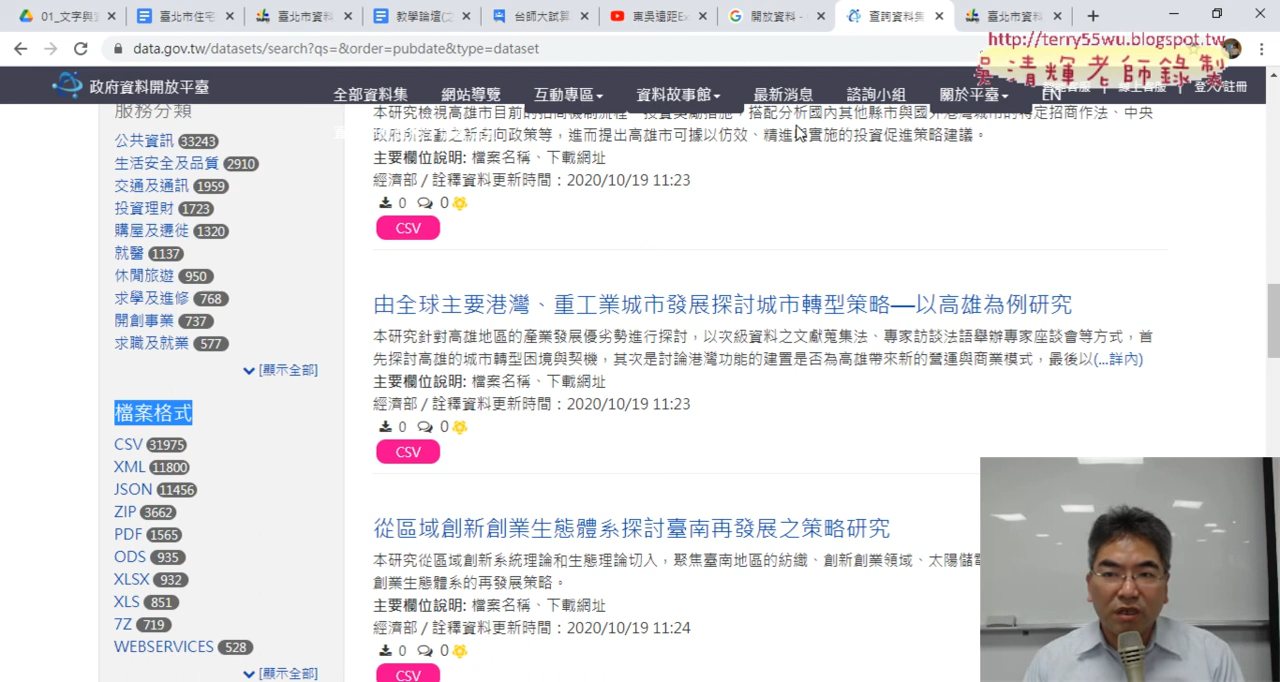 01_文字與
臺北市住宅
臺北市資料
教學論壇(之
台師大試算
東吳遠距Ex
開放資料 -
查詢資料集
臺北市資料
data.gov.tw/datasets/search?qs=&order=pubdate&type=dataset
http://terry55wu.blogspot.tw
吳清輝老師錄製
政府資料開放平臺
全部資料集
網站導覽
互動專區
資料故事館
最新消息
諮詢小組
關於平臺
EN
線上客服
登入/註冊
服務分類
公共資訊 33243
生活安全及品質 2910
交通及通訊 1959
投資理財 1723
購屋及遷徙 1320
就醫 1137
休閒旅遊 950
求學及進修 768
開創事業 737
求職及就業 577
[顯示全部]
檔案格式
CSV 31975
XML 11800
JSON 11456
ZIP 3662
PDF 1565
ODS 935
XLSX 932
XLS 851
7Z 719
WEBSERVICES 528
[顯示全部]
本研究檢視高雄市目前的招商機制流程、投資獎勵措施，搭配分析國內其他縣市與國外港灣城市的特定招商作法、中央
政府所推動之新南向政策等，進而提出高雄市可據以仿效、精進與實施的投資促進策略建議。
主要欄位說明: 檔案名稱、下載網址
經濟部 / 詮釋資料更新時間：2020/10/19 11:23
0 0
CSV
由全球主要港灣、重工業城市發展探討城市轉型策略—以高雄為例研究
本研究針對高雄地區的產業發展優劣勢進行探討，以次級資料之文獻蒐集法、專家訪談法語舉辦專家座談會等方式，首
先探討高雄的城市轉型困境與契機，其次是討論港灣功能的建置是否為高雄帶來新的營運與商業模式，最後以(...詳內)
主要欄位說明: 檔案名稱、下載網址
經濟部 / 詮釋資料更新時間：2020/10/19 11:23
0 0
CSV
從區域創新創業生態體系探討臺南再發展之策略研究
本研究從區域創新系統理論和生態理論切入，聚焦臺南地區的紡織、創新創業領域、太陽儲電
創業生態體系的再發展策略。
主要欄位說明: 檔案名稱、下載網址
經濟部 / 詮釋資料更新時間：2020/10/19 11:24
0 0
CSV